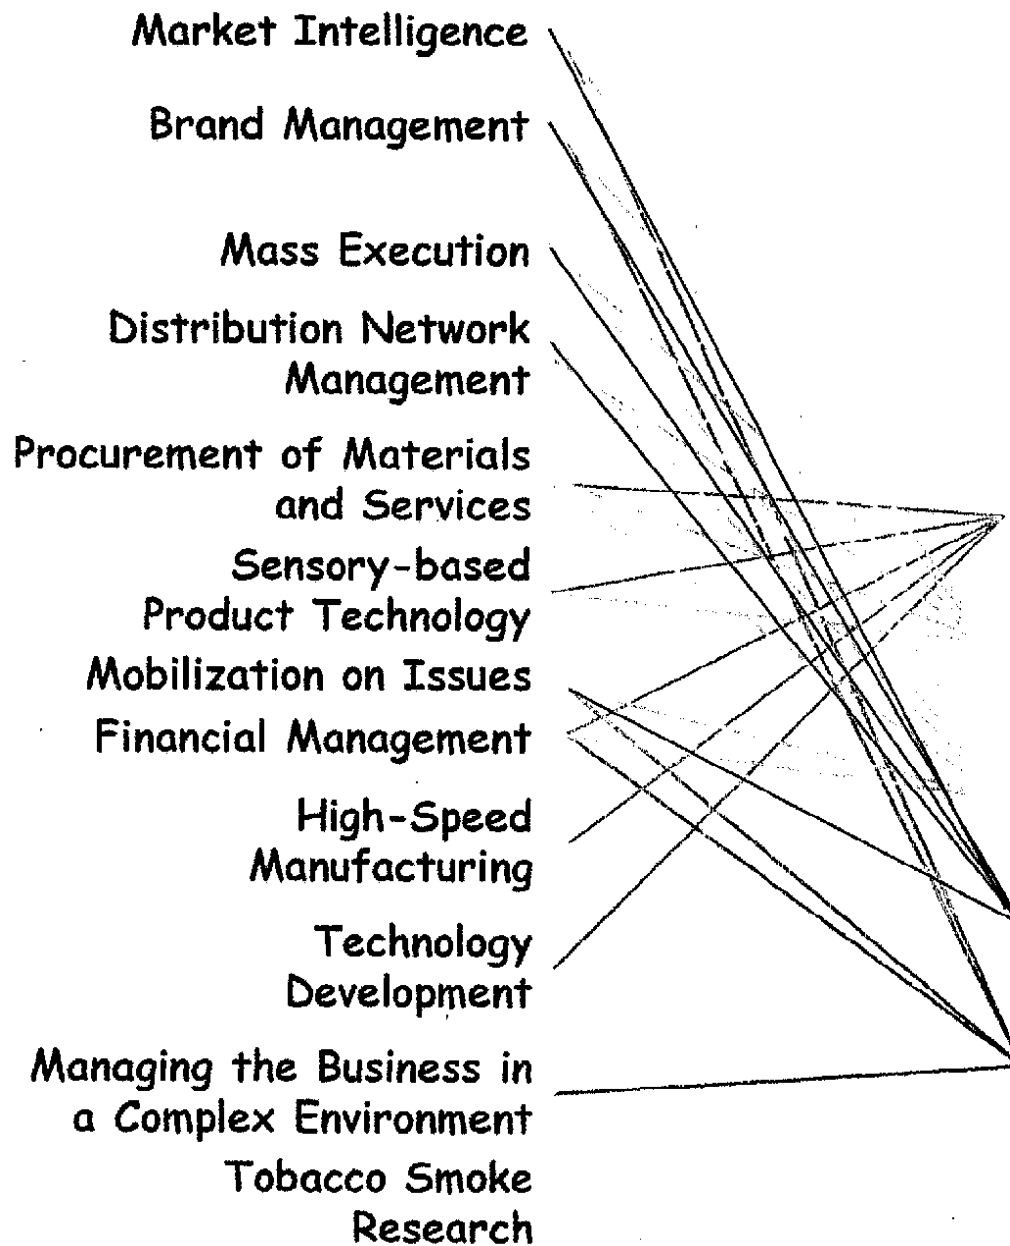 Market Intelligence
Brand Management
Mass Execution
Distribution Network
Management
Procurement of Materials
and Services
Sensory-based
Product Technology
Mobilization on Issues
Financial Management
High-Speed
Manufacturing
Technology
Development
Managing the Business in
a Complex Environment
Tobacco Smoke
Research